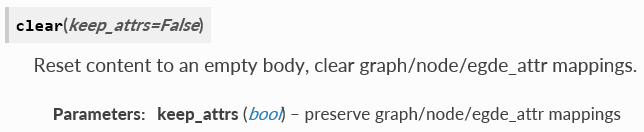 clear(keep_attrs=False)
Reset content to an empty body, clear graph/node/egde_attr mappings.
Parameters: keep_attrs (bool) – preserve graph/node/egde_attr mappings